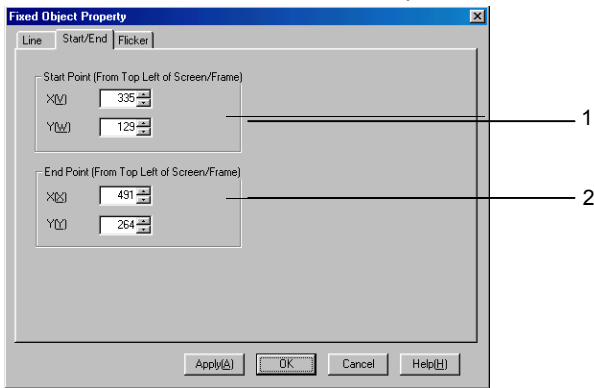 Fixed Object Property
Line Start/End Flicker
Start Point (From Top Left of Screen/Frame)
X(V) 335
Y(W) 129
1
End Point (From Top Left of Screen/Frame)
X(X) 491
2
Y(Y) 264
Apply(A) OK Cancel Help(H)